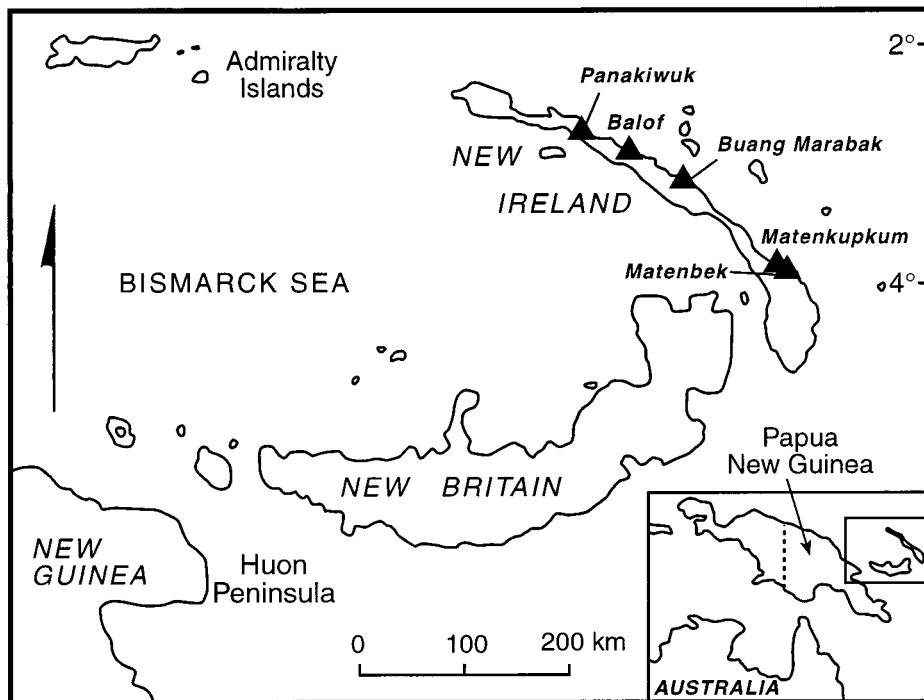 2°
Admiralty
Islands
Panakiwuk
Balof
Buang Marabak
NEW
IRELAND
Matenkupkum
Matenbek
4°
BISMARCK SEA
Papua
New Guinea
NEW BRITAIN
NEW
GUINEA
Huon
Peninsula
0 100 200 km
AUSTRALIA